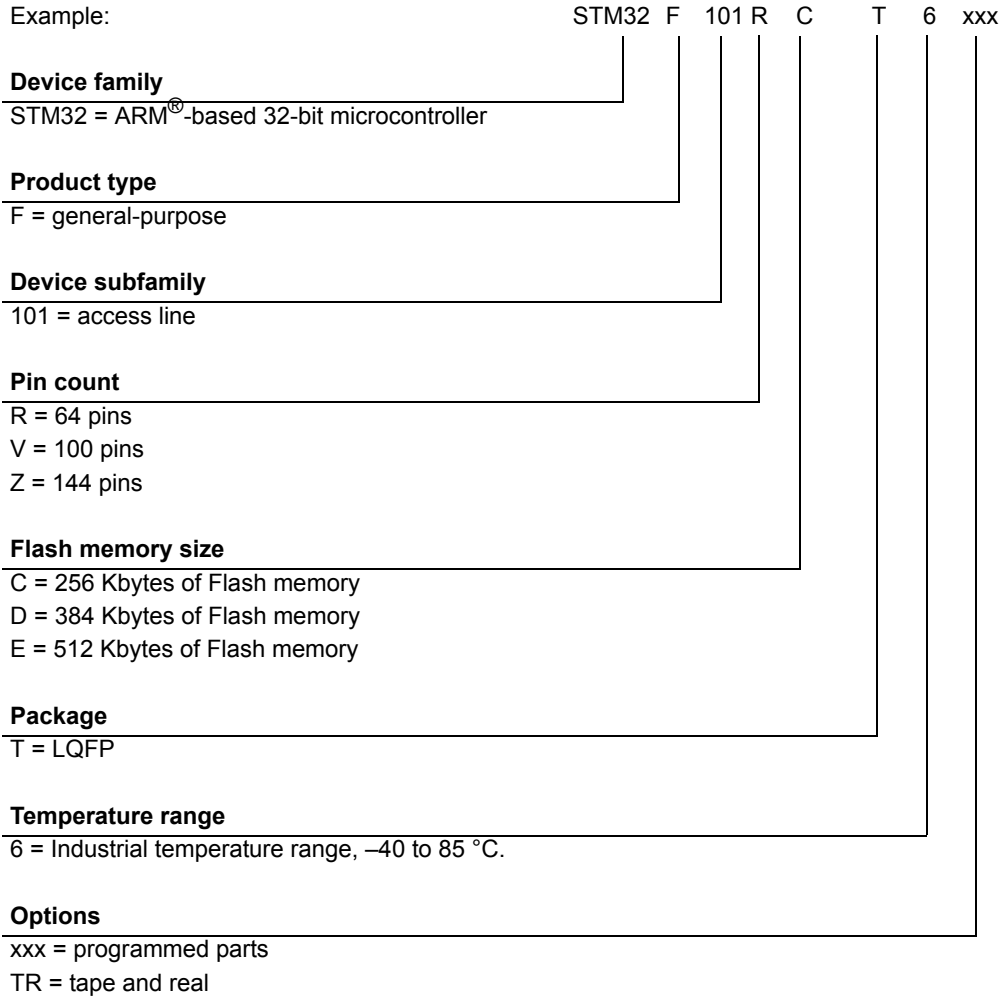 Example: STM32 F 101 R C T 6 xxx
Device family
STM32 = ARM®-based 32-bit microcontroller
Product type
F = general-purpose
Device subfamily
101 = access line
Pin count
R = 64 pins
V = 100 pins
Z = 144 pins
Flash memory size
C = 256 Kbytes of Flash memory
D = 384 Kbytes of Flash memory
E = 512 Kbytes of Flash memory
Package
T = LQFP
Temperature range
6 = Industrial temperature range, –40 to 85 °C.
Options
xxx = programmed parts
TR = tape and real